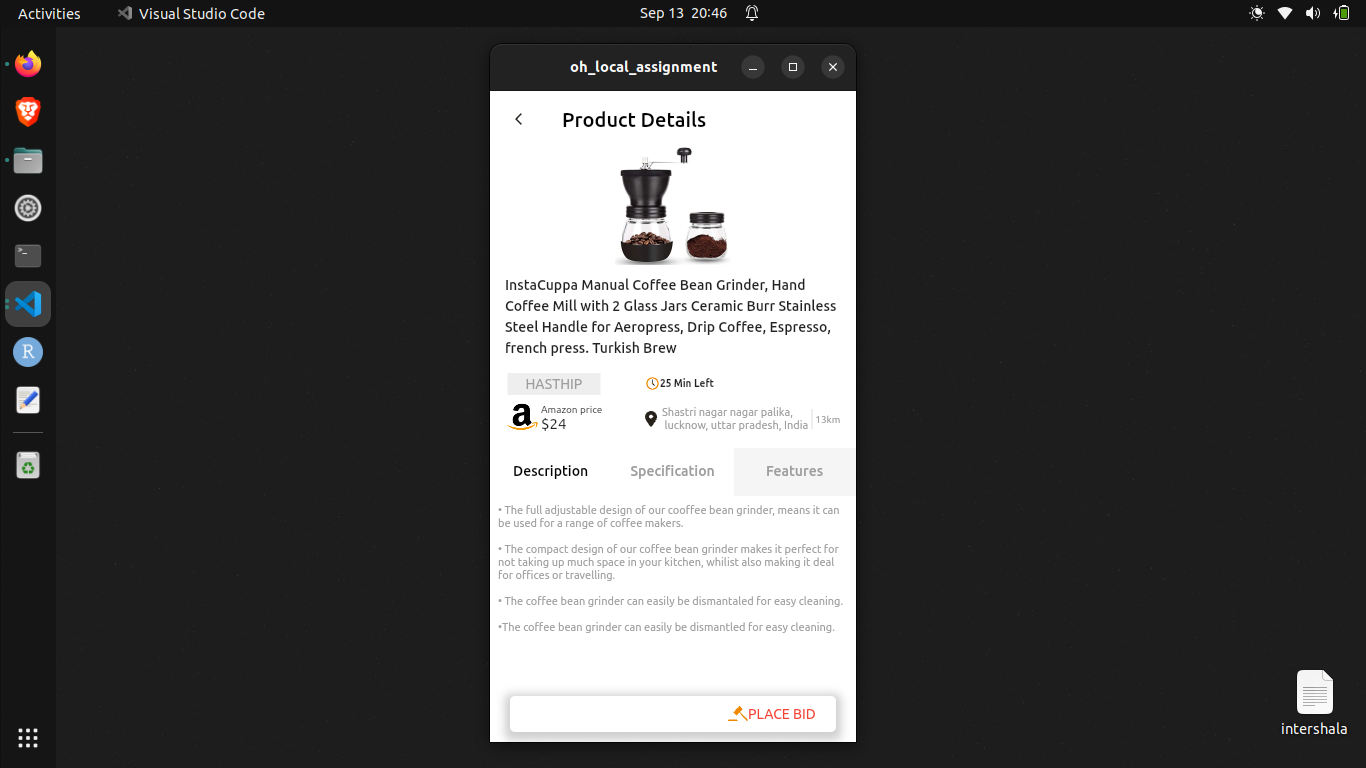 Activities
Visual Studio Code
Sep 13 20:46
oh_local_assignment
Product Details
InstaCuppa Manual Coffee Bean Grinder, Hand
Coffee Mill with 2 Glass Jars Ceramic Burr Stainless
Steel Handle for Aeropress, Drip Coffee, Espresso,
french press. Turkish Brew
HASTHIP
25 Min Left
Amazon price
$24
Shastri nagar nagar palika,
lucknow, uttar pradesh, India
13km
Description
Specification
Features
• The full adjustable design of our cooffee bean grinder, means it can
be used for a range of coffee makers.
• The compact design of our coffee bean grinder makes it perfect for
not taking up much space in your kitchen, whilist also making it deal
for offices or travelling.
• The coffee bean grinder can easily be dismantaled for easy cleaning.
•The coffee bean grinder can easily be dismantled for easy cleaning.
PLACE BID
intershala